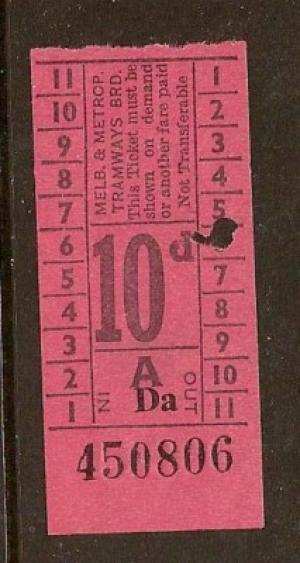 11
10
9
8
7
6
5
4
3
2
1
MELB. & METROP.
TRAMWAYS BRD.
This Ticket must be
shown on demand
or another fare paid
Not Transferable
10d
A
Da
IN
OUT
1
2
3
4
5
7
8
9
10
11
450806